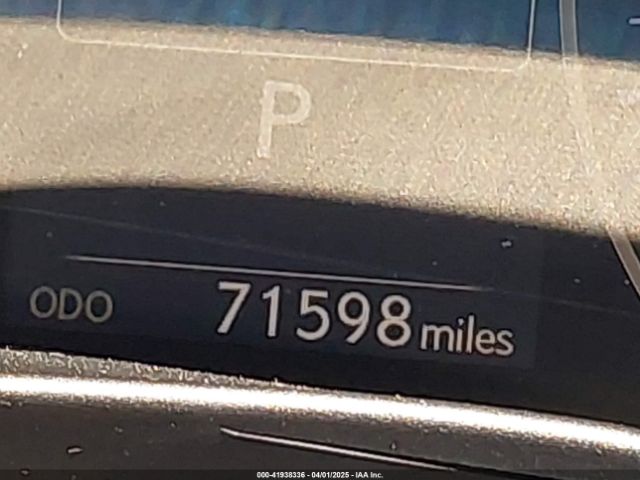 P
ODO 71598 miles
000-41938336 - 04/01/2025 - IAA Inc.